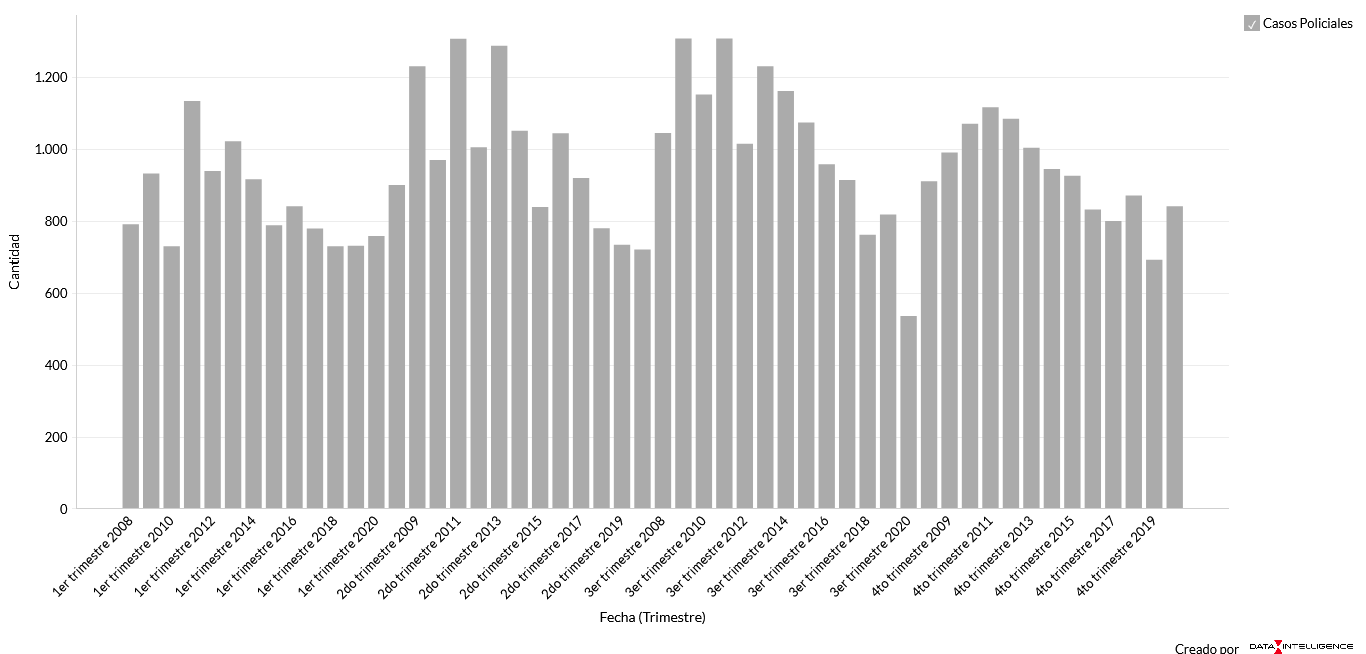 Casos Policiales
1.200
1.000
800
600
400
200
0
Cantidad
1er trimestre 2008
1er trimestre 2010
1er trimestre 2012
1er trimestre 2014
1er trimestre 2016
1er trimestre 2018
1er trimestre 2020
2do trimestre 2009
2do trimestre 2011
2do trimestre 2013
2do trimestre 2015
2do trimestre 2017
2do trimestre 2019
3er trimestre 2008
3er trimestre 2010
3er trimestre 2012
3er trimestre 2014
3er trimestre 2016
3er trimestre 2018
3er trimestre 2020
4to trimestre 2009
4to trimestre 2011
4to trimestre 2013
4to trimestre 2015
4to trimestre 2017
4to trimestre 2019
Fecha (Trimestre)
Creado por DATA INTELLIGENCE